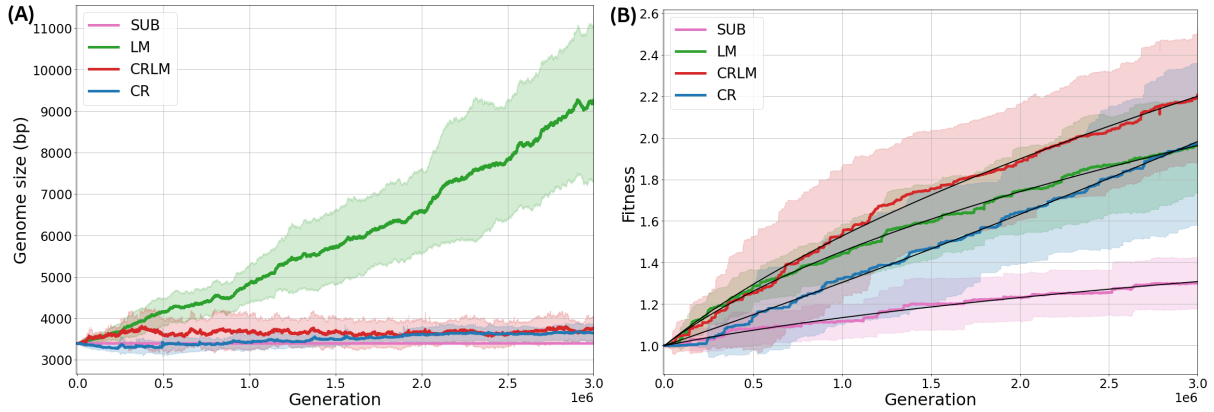 (A)
11000
10000
9000
8000
7000
6000
5000
4000
3000
Genome size (bp)
SUB
LM
CRLM
CR
0.0
0.5
1.0
1.5
2.0
2.5
3.0
1e6
Generation
(B)
2.6
2.4
2.2
2.0
1.8
1.6
1.4
1.2
1.0
Fitness
SUB
LM
CRLM
CR
0.0
0.5
1.0
1.5
2.0
2.5
3.0
1e6
Generation